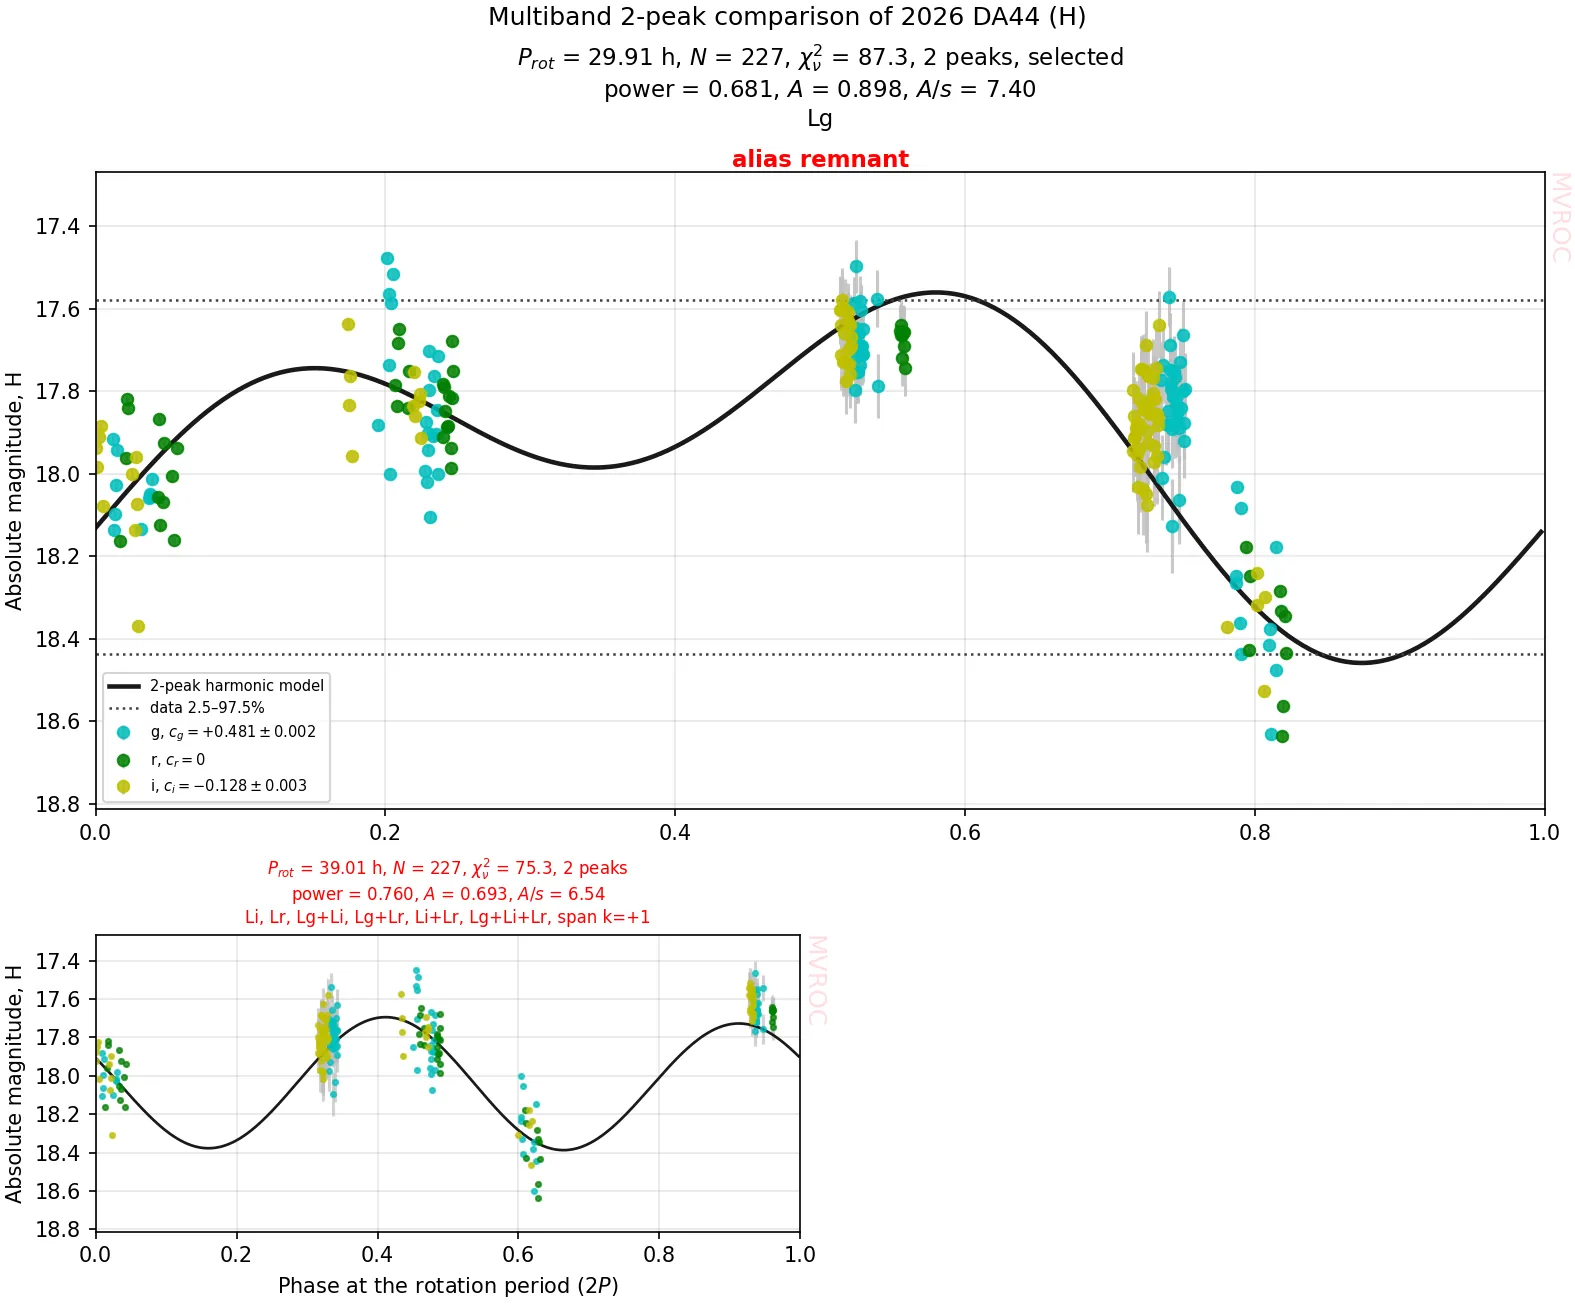 Multiband 2-peak comparison of 2026 DA44 (H)
P_rot = 29.91 h, N = 227, χ²_ν = 87.3, 2 peaks, selected
power = 0.681, A = 0.898, A/s = 7.40
Lg
alias remnant
MVROC
Absolute magnitude, H
17.4
17.6
17.8
18.0
18.2
18.4
18.6
18.8
2-peak harmonic model
data 2.5–97.5%
g, c_g = +0.481 ± 0.002
r, c_r = 0
i, c_i = −0.128 ± 0.003
0.0 0.2 0.4 0.6 0.8 1.0
P_rot = 39.01 h, N = 227, χ²_ν = 75.3, 2 peaks
power = 0.760, A = 0.693, A/s = 6.54
Li, Lr, Lg+Li, Lg+Lr, Li+Lr, Lg+Li+Lr, span k=+1
MVROC
Absolute magnitude, H
17.4
17.6
17.8
18.0
18.2
18.4
18.6
18.8
0.0 0.2 0.4 0.6 0.8 1.0
Phase at the rotation period (2P)